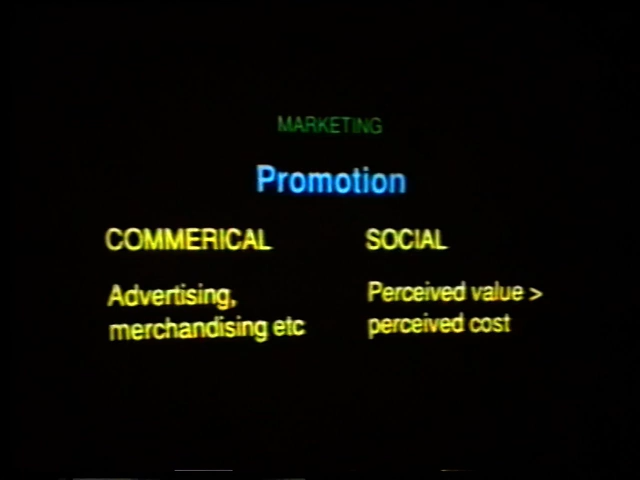 MARKETING
Promotion
COMMERICAL
SOCIAL
Advertising,
merchandising etc
Perceived value >
perceived cost